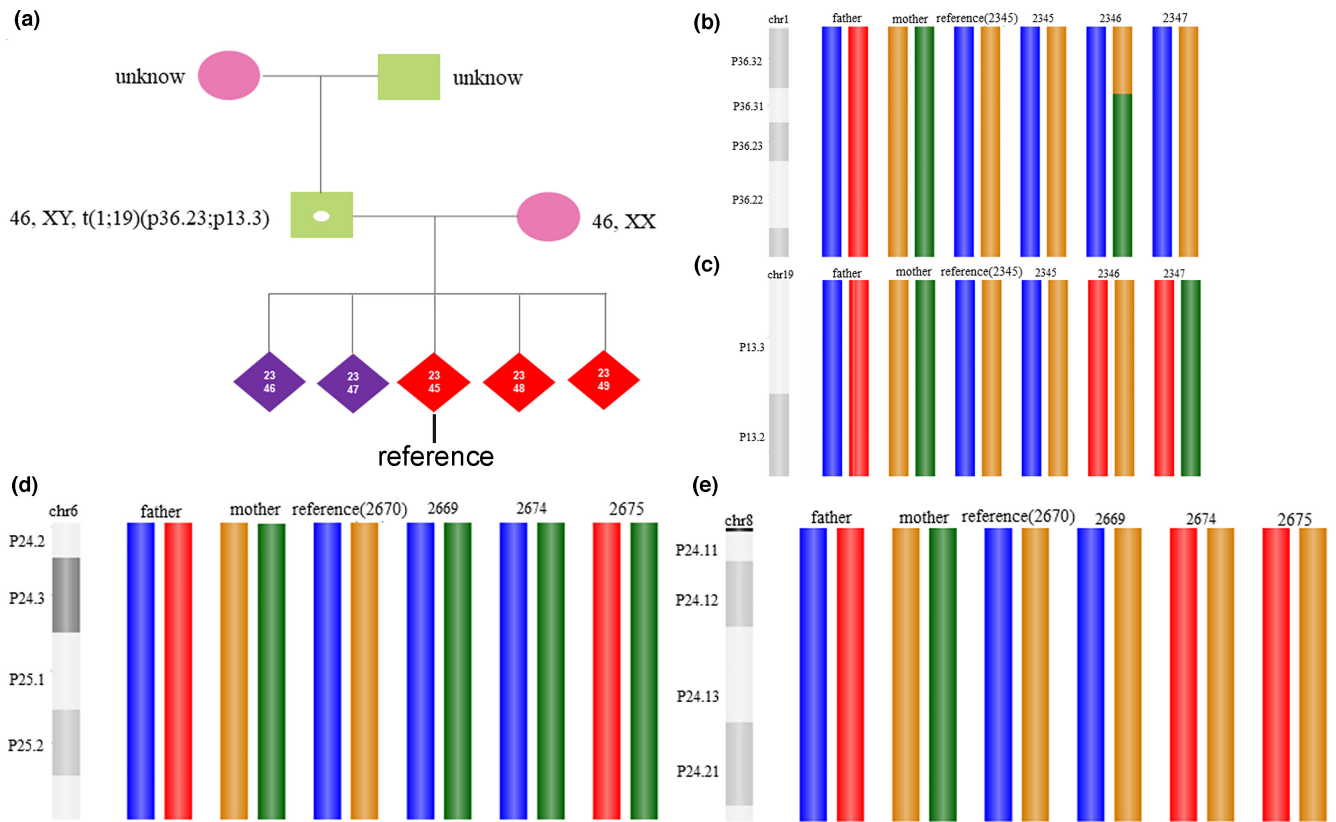 (a)
unknow
unknow
46, XY, t(1;19)(p36.23;p13.3)
46, XX
23
46
23
47
23
45
23
48
23
49
reference
(b)
chr1 father mother reference(2345) 2345 2346 2347
P36.32
P36.31
P36.23
P36.22
(c)
chr19 father mother reference(2345) 2345 2346 2347
P13.3
P13.2
(d)
chr6 father mother reference(2670) 2669 2674 2675
P24.2
P24.3
P25.1
P25.2
(e)
chr8 father mother reference(2670) 2669 2674 2675
P24.11
P24.12
P24.13
P24.21